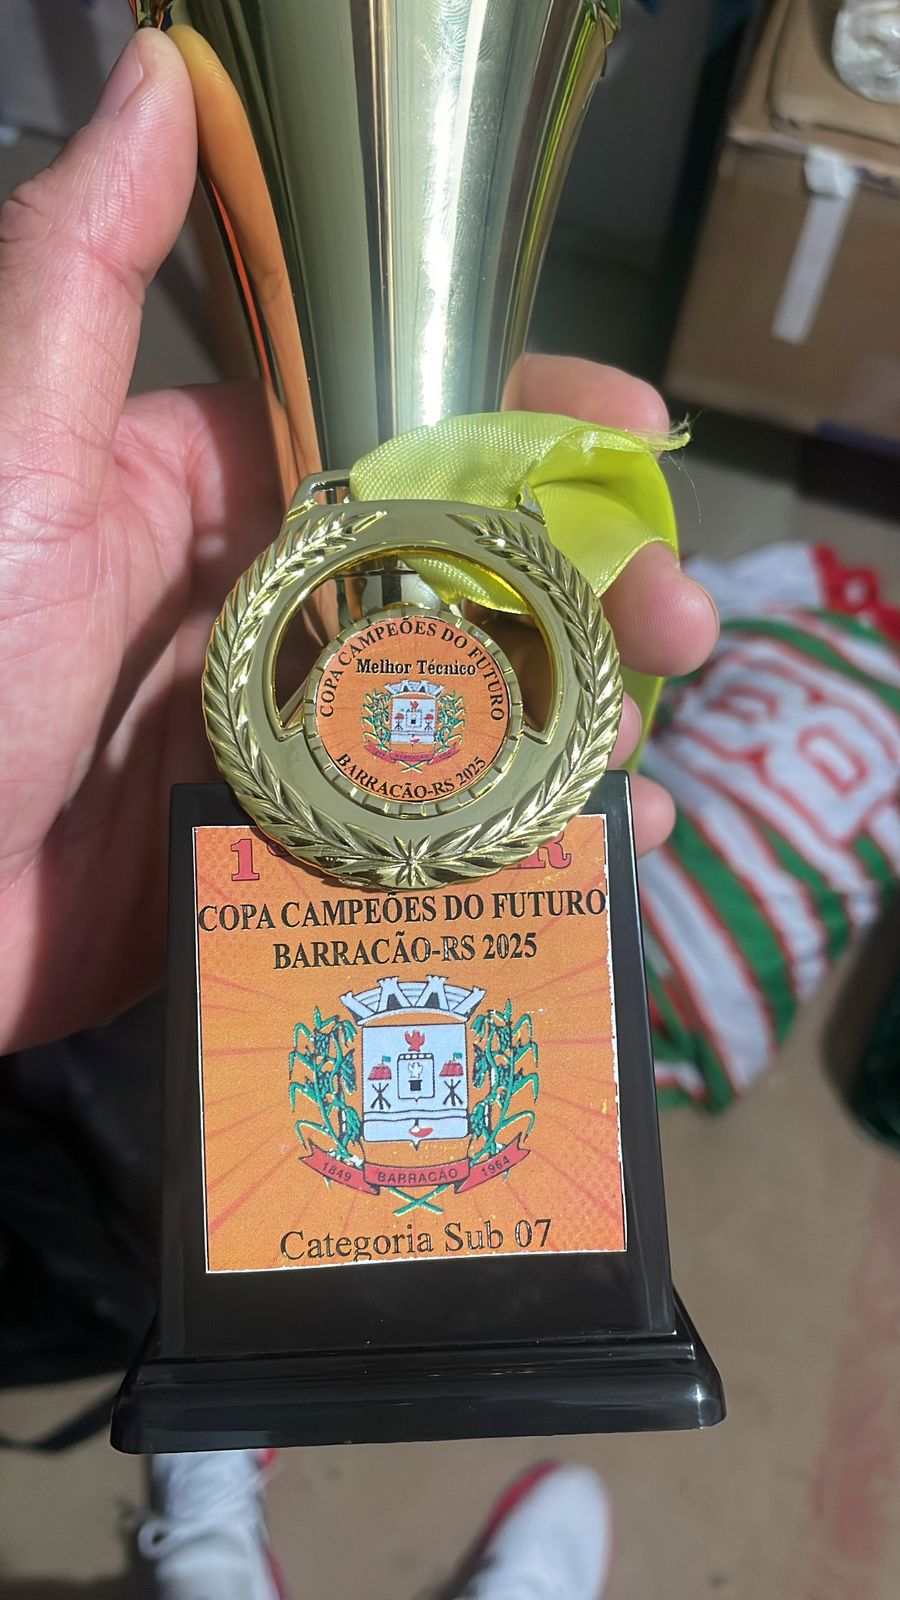 COPA CAMPEÕES DO FUTURO
Melhor Técnico
BARRACÃO-RS 2025
COPA CAMPEÕES DO FUTURO
BARRACÃO-RS 2025
1849 BARRACÃO 1964
Categoria Sub 07